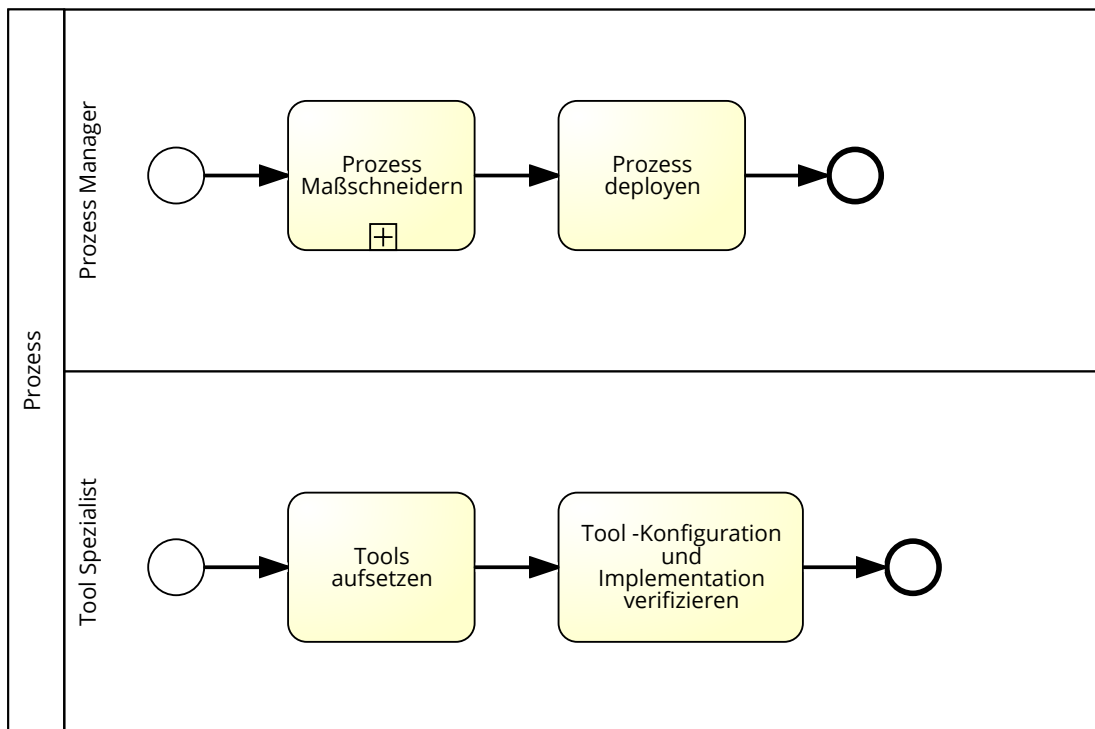 Prozess
Prozess Manager
Prozess
Maßschneidern
Prozess
deployen
Tool Spezialist
Tools
aufsetzen
Tool -Konfiguration
und
Implementation
verifizieren